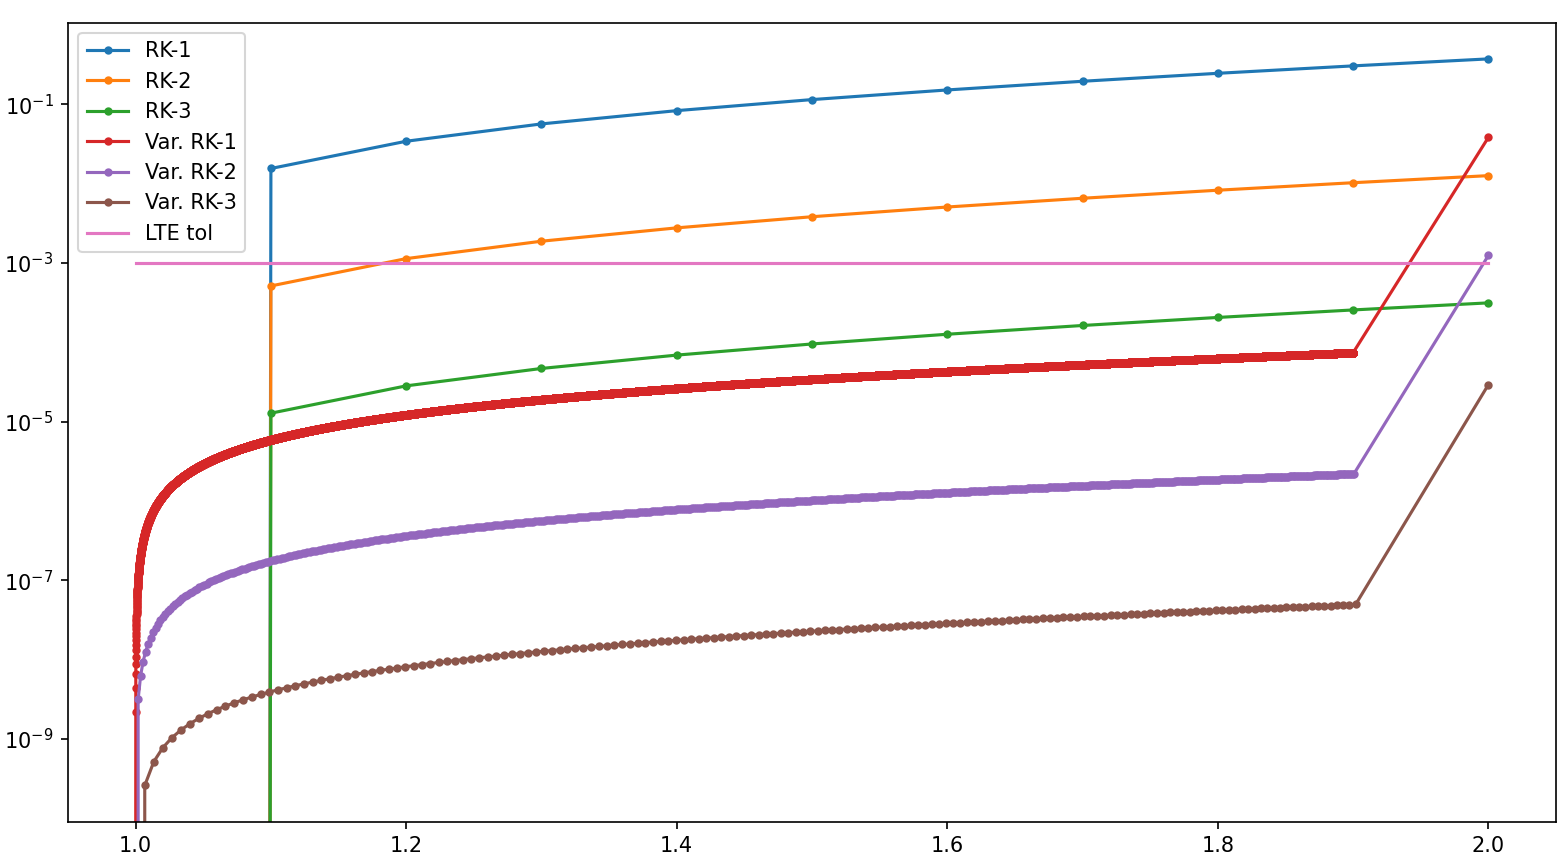 RK-1
RK-2
RK-3
Var. RK-1
Var. RK-2
Var. RK-3
LTE tol
10⁻¹
10⁻³
10⁻⁵
10⁻⁷
10⁻⁹
1.0 1.2 1.4 1.6 1.8 2.0